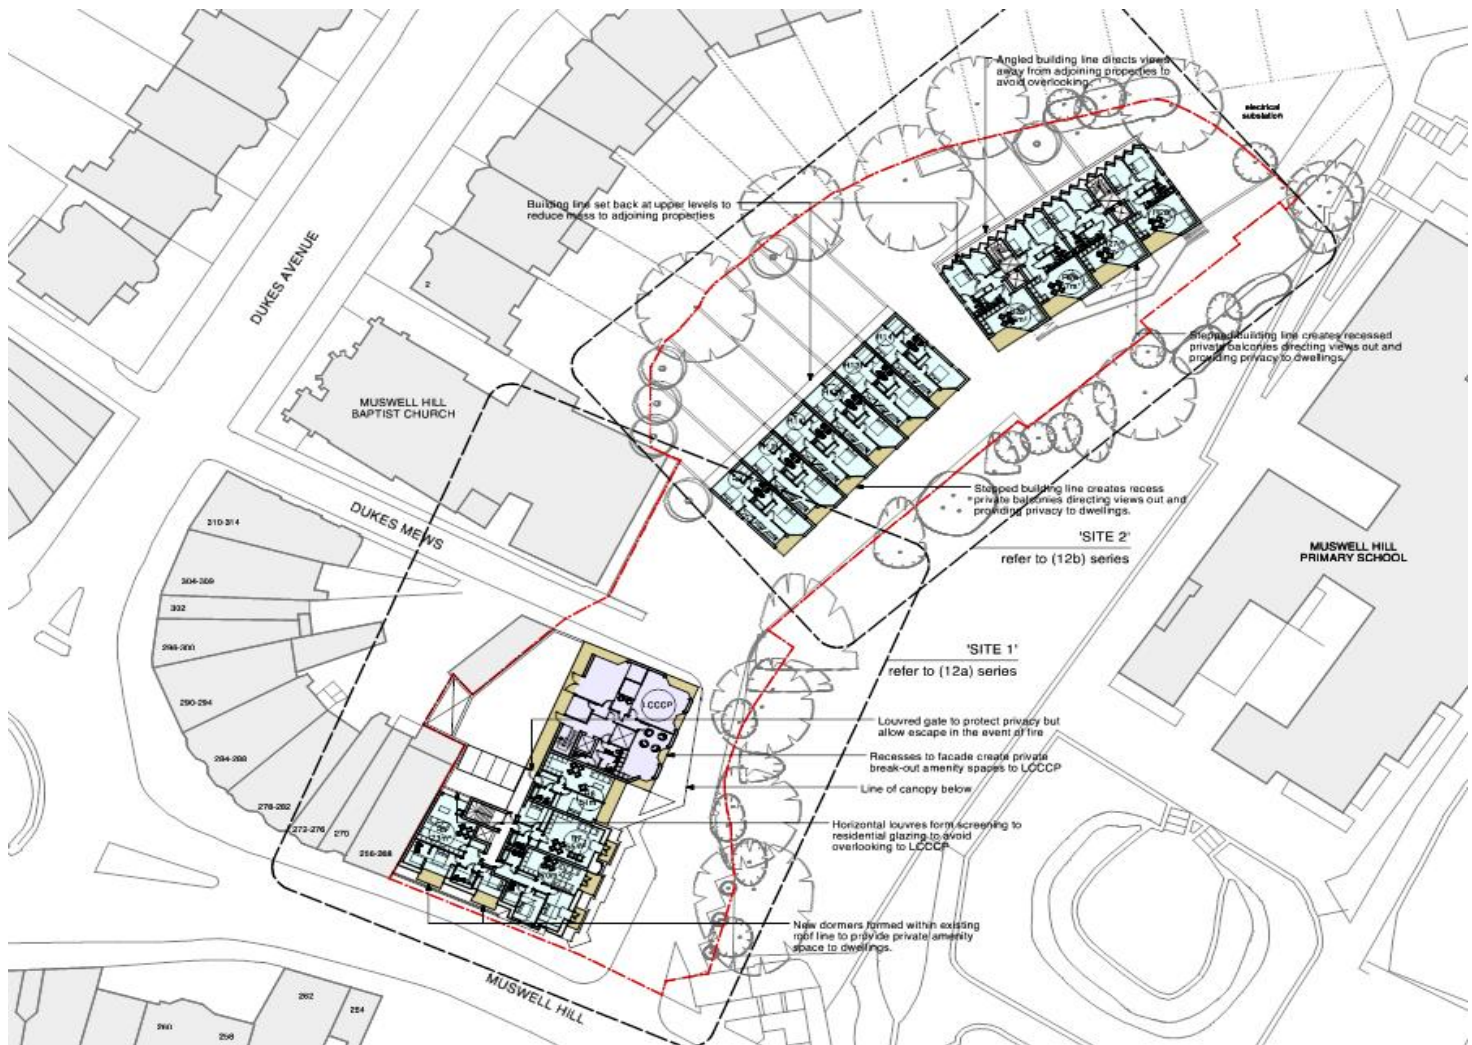 Angled building line directs views
away from adjoining properties to
avoid overlooking
electrical
substation
Building line set back at upper levels to
reduce mass to adjoining properties
DUKES AVENUE
2
Stepped building line creates recessed
private balconies directing views out and
providing privacy to dwellings.
MUSWELL HILL
BAPTIST CHURCH
Stepped building line creates recess
private balconies directing views out and
providing privacy to dwellings.
DUKES MEWS
'SITE 2'
refer to (12b) series
MUSWELL HILL
PRIMARY SCHOOL
310-314
304-309
302
296-300
290-294
284-288
278-282
272-276
270
256-268
'SITE 1'
refer to (12a) series
LCCCP
Louvred gate to protect privacy but
allow escape in the event of fire
Recesses to facade create private
break-out amenity spaces to LCCCP
Line of canopy below
Horizontal louvres form screening to
residential glazing to avoid
overlooking to LCCCP
New dormers formed within existing
roof line to provide private amenity
space to dwellings.
MUSWELL HILL
262
254
260
258